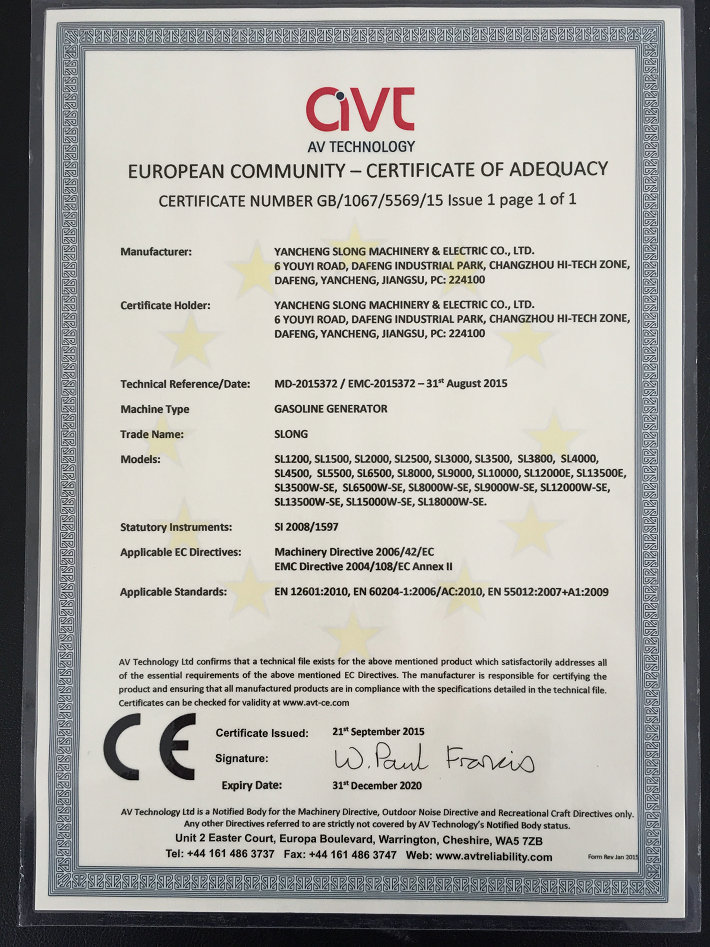 avt
AV TECHNOLOGY
EUROPEAN COMMUNITY – CERTIFICATE OF ADEQUACY
CERTIFICATE NUMBER GB/1067/5569/15 Issue 1 page 1 of 1
Manufacturer: YANCHENG SLONG MACHINERY & ELECTRIC CO., LTD.
6 YOUYI ROAD, DAFENG INDUSTRIAL PARK, CHANGZHOU HI-TECH ZONE,
DAFENG, YANCHENG, JIANGSU, PC: 224100
Certificate Holder: YANCHENG SLONG MACHINERY & ELECTRIC CO., LTD.
6 YOUYI ROAD, DAFENG INDUSTRIAL PARK, CHANGZHOU HI-TECH ZONE,
DAFENG, YANCHENG, JIANGSU, PC: 224100
Technical Reference/Date: MD-2015372 / EMC-2015372 – 31st August 2015
Machine Type GASOLINE GENERATOR
Trade Name: SLONG
Models: SL1200, SL1500, SL2000, SL2500, SL3000, SL3500, SL3800, SL4000,
SL4500, SL5500, SL6500, SL8000, SL9000, SL10000, SL12000E, SL13500E,
SL3500W-SE, SL6500W-SE, SL8000W-SE, SL9000W-SE, SL12000W-SE,
SL13500W-SE, SL15000W-SE, SL18000W-SE.
Statutory Instruments: SI 2008/1597
Applicable EC Directives: Machinery Directive 2006/42/EC
EMC Directive 2004/108/EC Annex II
Applicable Standards: EN 12601:2010, EN 60204-1:2006/AC:2010, EN 55012:2007+A1:2009
AV Technology Ltd confirms that a technical file exists for the above mentioned product which satisfactorily addresses all
of the essential requirements of the above mentioned EC Directives. The manufacturer is responsible for certifying the
product and ensuring that all manufactured products are in compliance with the specifications detailed in the technical file.
Certificates can be checked for validity at www.avt-ce.com
CE
Certificate Issued: 21st September 2015
Signature: W. Paul Francis
Expiry Date: 31st December 2020
AV Technology Ltd is a Notified Body for the Machinery Directive, Outdoor Noise Directive and Recreational Craft Directives only.
Any other Directives referred to are strictly not covered by AV Technology's Notified Body status.
Unit 2 Easter Court, Europa Boulevard, Warrington, Cheshire, WA5 7ZB
Tel: +44 161 486 3737 Fax: +44 161 486 3747 Web: www.avtreliability.com
Form Rev Jan 2015